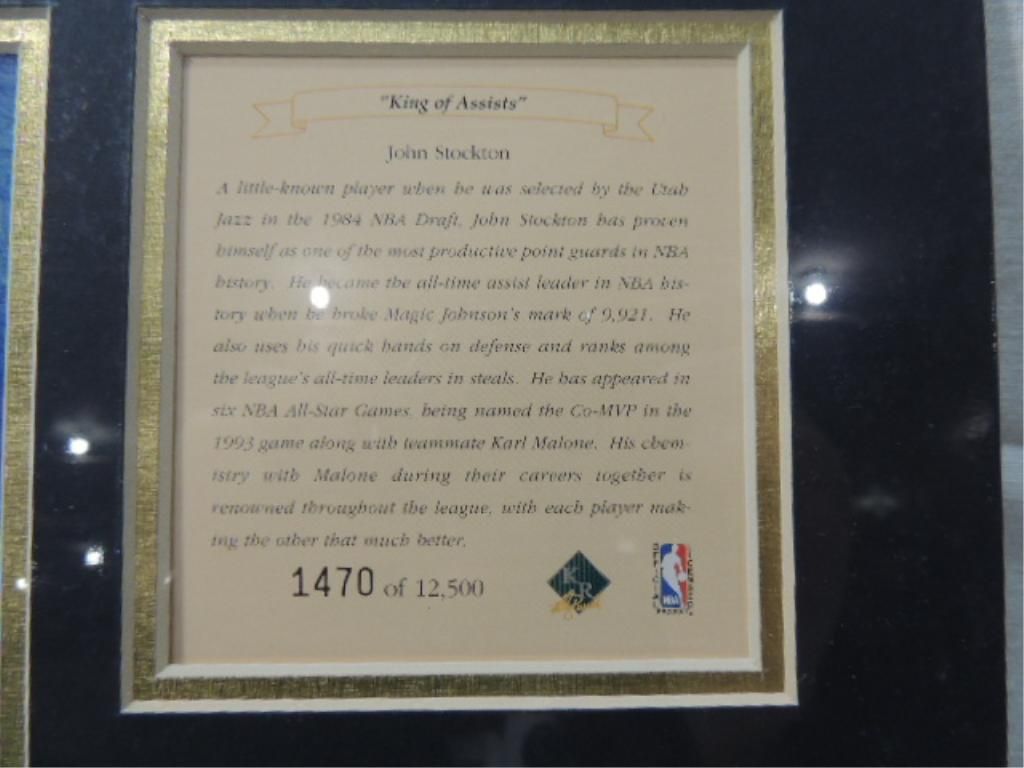 "King of Assists"
John Stockton
A little-known player when he was selected by the Utah
Jazz in the 1984 NBA Draft, John Stockton has proven
himself as one of the most productive point guards in NBA
history. He became the all-time assist leader in NBA his-
tory when he broke Magic Johnson's mark of 9,921. He
also uses his quick hands on defense and ranks among
the league's all-time leaders in steals. He has appeared in
six NBA All-Star Games, being named the Co-MVP in the
1993 game along with teammate Karl Malone. His chem-
istry with Malone during their careers together is
renowned throughout the league, with each player mak-
ing the other that much better.
1470 of 12,500
KR
OFFICIAL
LICENSED
NBA
PRODUCT